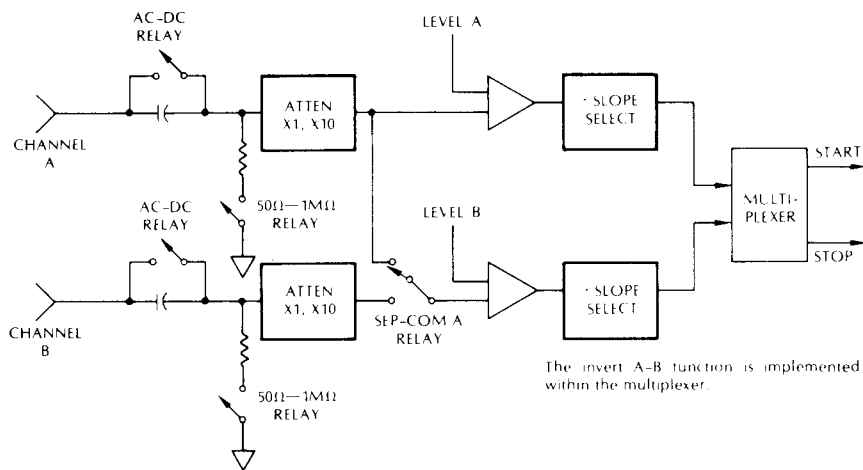 AC-DC
RELAY
CHANNEL
A
ATTEN
X1, X10
50Ω—1MΩ
RELAY
LEVEL A
SLOPE
SELECT
MULTI-
PLEXER
START
STOP
AC-DC
RELAY
CHANNEL
B
ATTEN
X1, X10
50Ω—1MΩ
RELAY
SEP-COM A
RELAY
LEVEL B
SLOPE
SELECT
The invert A-B function is implemented
within the multiplexer.